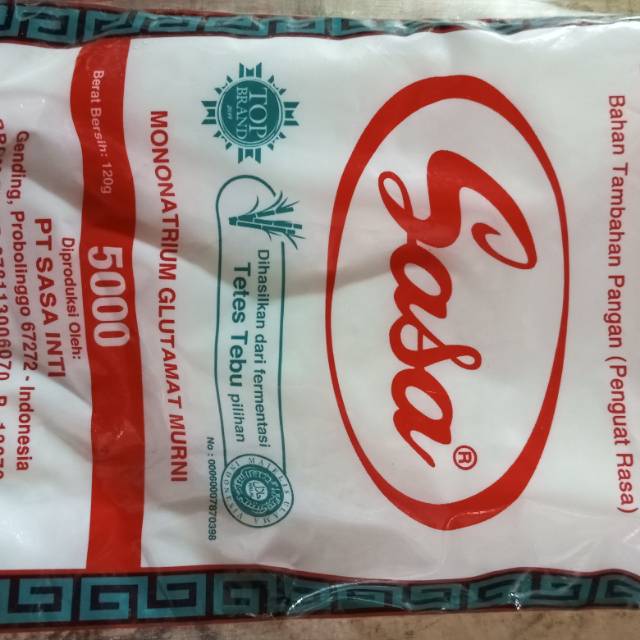 Bahan Tambahan Pangan (Penguat Rasa)
Sasa®
TOP
BRAND
Dihasilkan dari fermentasi
Tetes Tebu pilihan
No : 00060007870398
MONONATRIUM GLUTAMAT MURNI
Berat Bersih: 120g
5000
Diproduksi Oleh:
PT SASA INTI
Gending, Probolinggo 67272 - Indonesia